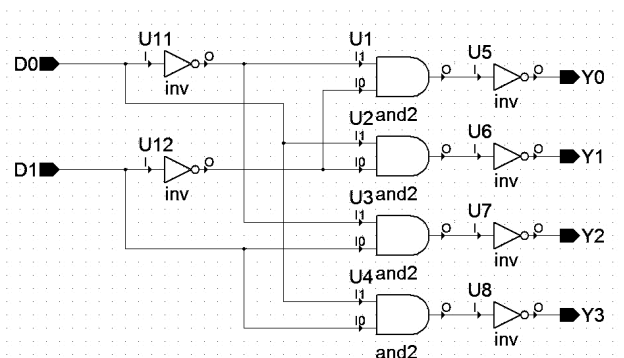 U11 U1 U5
D0 I O I1 O I O Y0
inv I0 inv
and2
U12 U2 U6
D1 I O I1 O I O Y1
inv I0 inv
and2
U3 U7
I1 O I O Y2
I0 inv
and2
U4 U8
I1 O I O Y3
I0 inv
and2